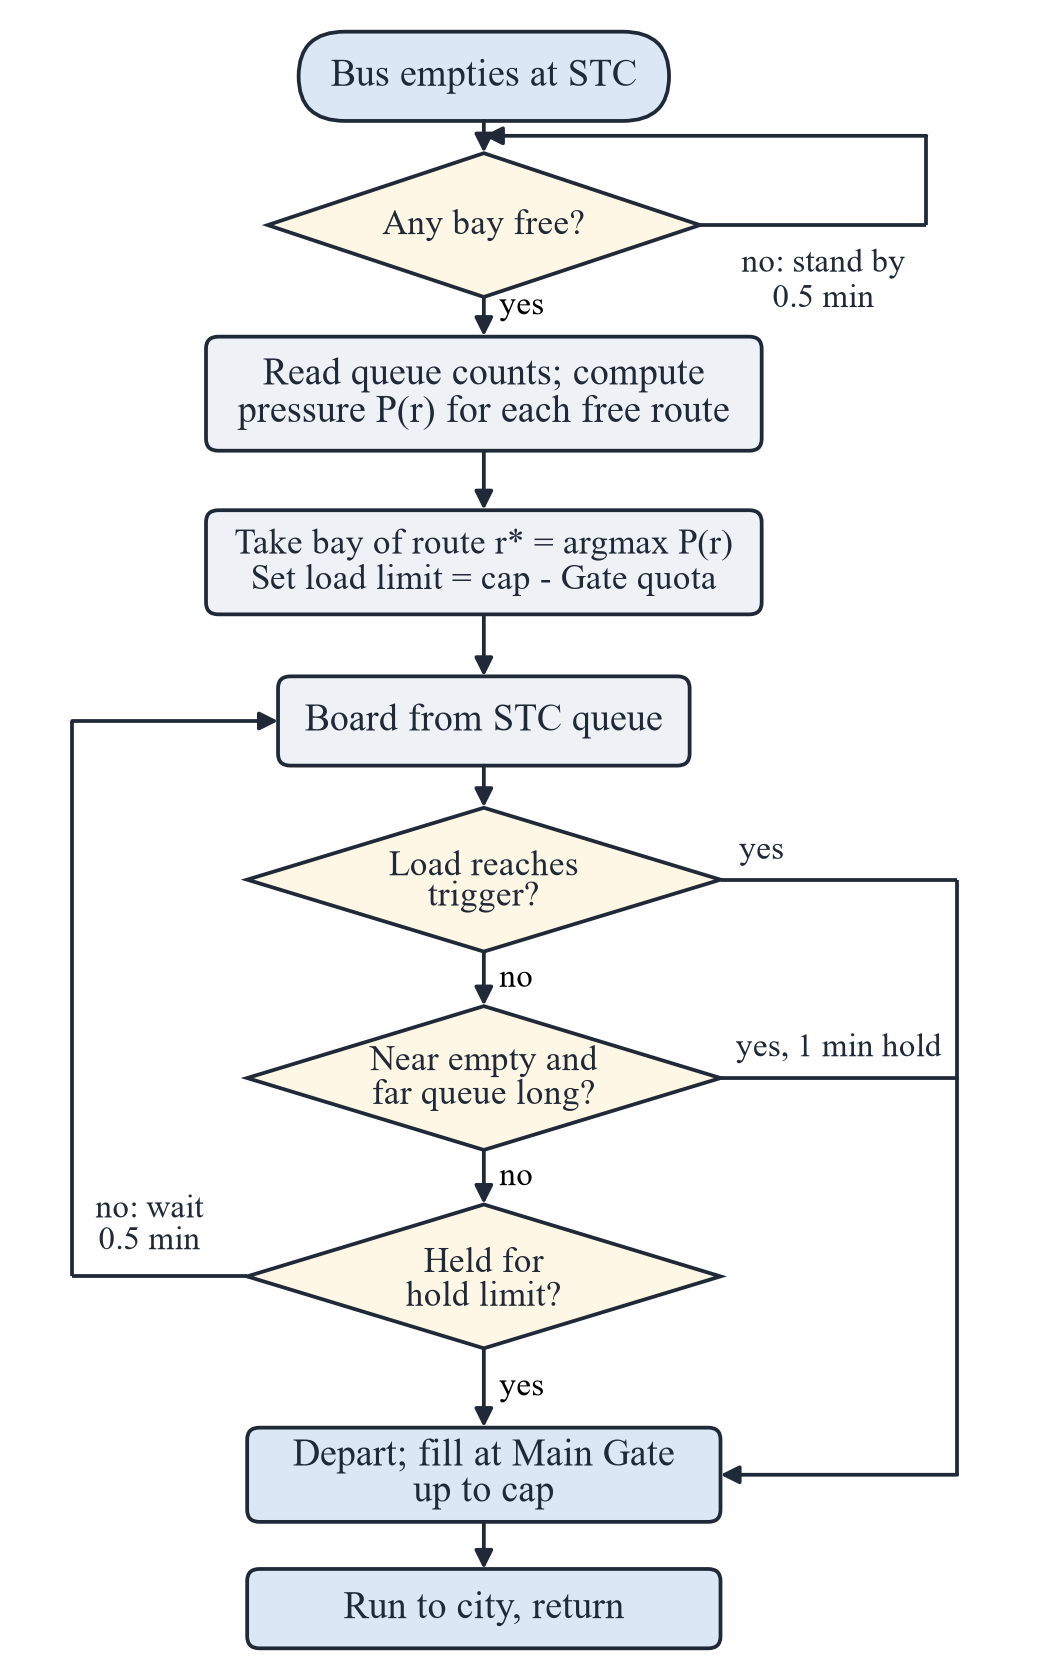 Bus empties at STC
Any bay free?
no: stand by
0.5 min
yes
Read queue counts; compute
pressure P(r) for each free route
Take bay of route r* = argmax P(r)
Set load limit = cap - Gate quota
Board from STC queue
Load reaches
trigger?
yes
no
Near empty and
far queue long?
yes, 1 min hold
no
Held for
hold limit?
no: wait
0.5 min
yes
Depart; fill at Main Gate
up to cap
Run to city, return